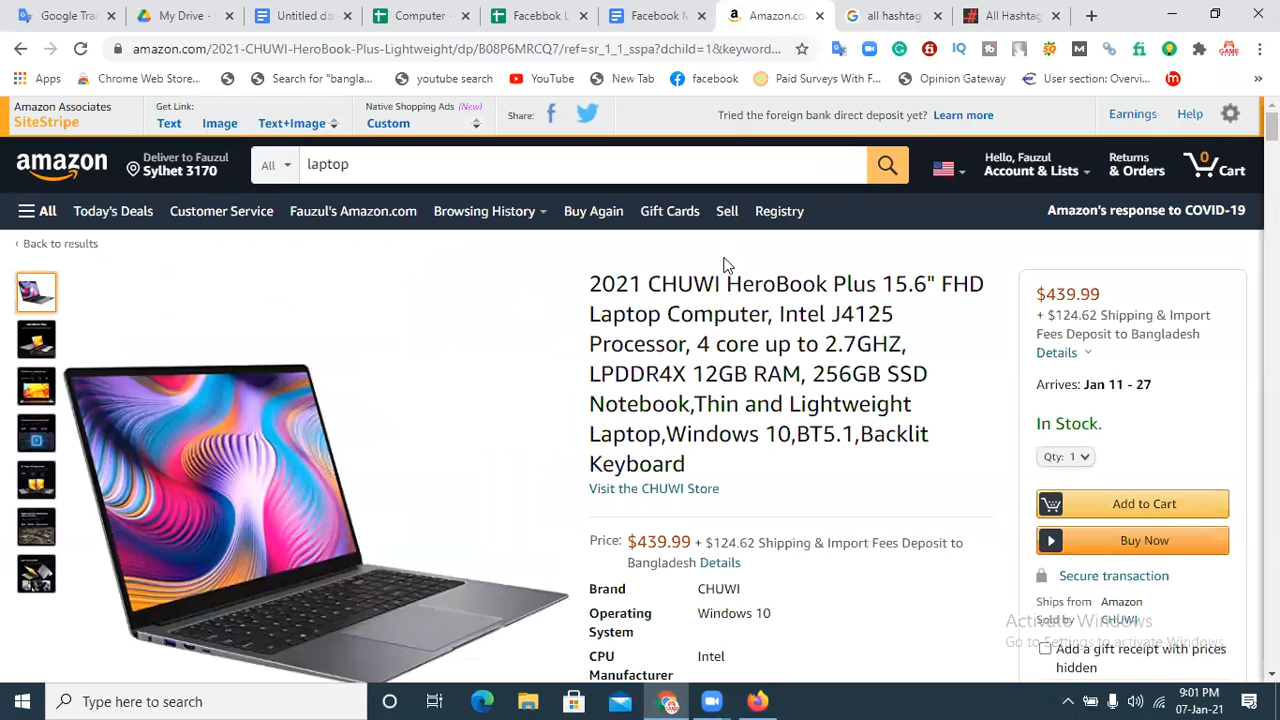 Google Tra
My Drive -
Untitled do
Computer -
Facebook L
Facebook M
Amazon.co
all hashtag
All Hashtag
amazon.com/2021-CHUWI-HeroBook-Plus-Lightweight/dp/B08P6MRCQ7/ref=sr_1_1_sspa?dchild=1&keyword...
Apps
Chrome Web Store...
Search for "bangla...
youtube search
YouTube
New Tab
facebook
Paid Surveys With F...
Opinion Gateway
User section: Overvi...
»
Amazon Associates
SiteStripe
Get Link:
Text Image Text+Image
Native Shopping Ads (New)
Custom
Share:
Tried the foreign bank direct deposit yet? Learn more
Earnings Help
amazon
Deliver to Fauzul
Sylhet 3170
All
laptop
Hello, Fauzul
Account & Lists
Returns
& Orders
0
Cart
All Today's Deals Customer Service Fauzul's Amazon.com Browsing History Buy Again Gift Cards Sell Registry
Amazon's response to COVID-19
‹ Back to results
2021 CHUWI HeroBook Plus 15.6" FHD
Laptop Computer, Intel J4125
Processor, 4 core up to 2.7GHZ,
LPDDR4X 12GB RAM, 256GB SSD
Notebook,Thin and Lightweight
Laptop,Windows 10,BT5.1,Backlit
Keyboard
Visit the CHUWI Store
Price: $439.99 + $124.62 Shipping & Import Fees Deposit to
Bangladesh Details
Brand CHUWI
Operating System Windows 10
CPU Manufacturer Intel
$439.99
+ $124.62 Shipping & Import
Fees Deposit to Bangladesh
Details
Arrives: Jan 11 - 27
In Stock.
Qty: 1
Add to Cart
Buy Now
Secure transaction
Ships from Amazon
Sold by CHUWI
Activate Windows
Go to Settings to activate Windows.
Add a gift receipt with prices
hidden
Type here to search
9:01 PM
07-Jan-21